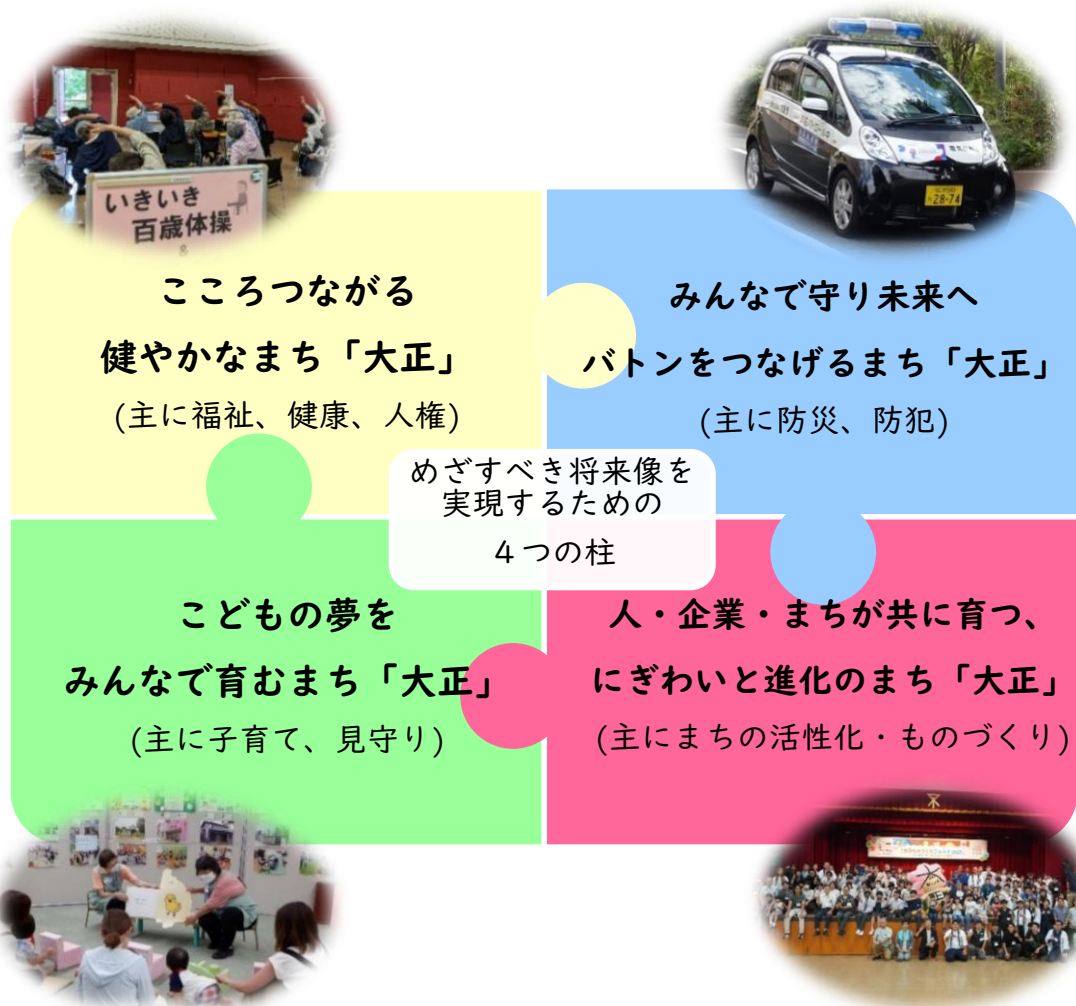 いきいき
百歳体操
&
28-74
こころつながる
健やかなまち「大正」
(主に福祉、健康、人権)
みんなで守り未来へ
バトンをつなげるまち「大正」
(主に防災、防犯)
めざすべき将来像を
実現するための
４つの柱
こどもの夢を
みんなで育むまち「大正」
(主に子育て、見守り)
人・企業・まちが共に育つ、
にぎわいと進化のまち「大正」
(主にまちの活性化・ものづくり)